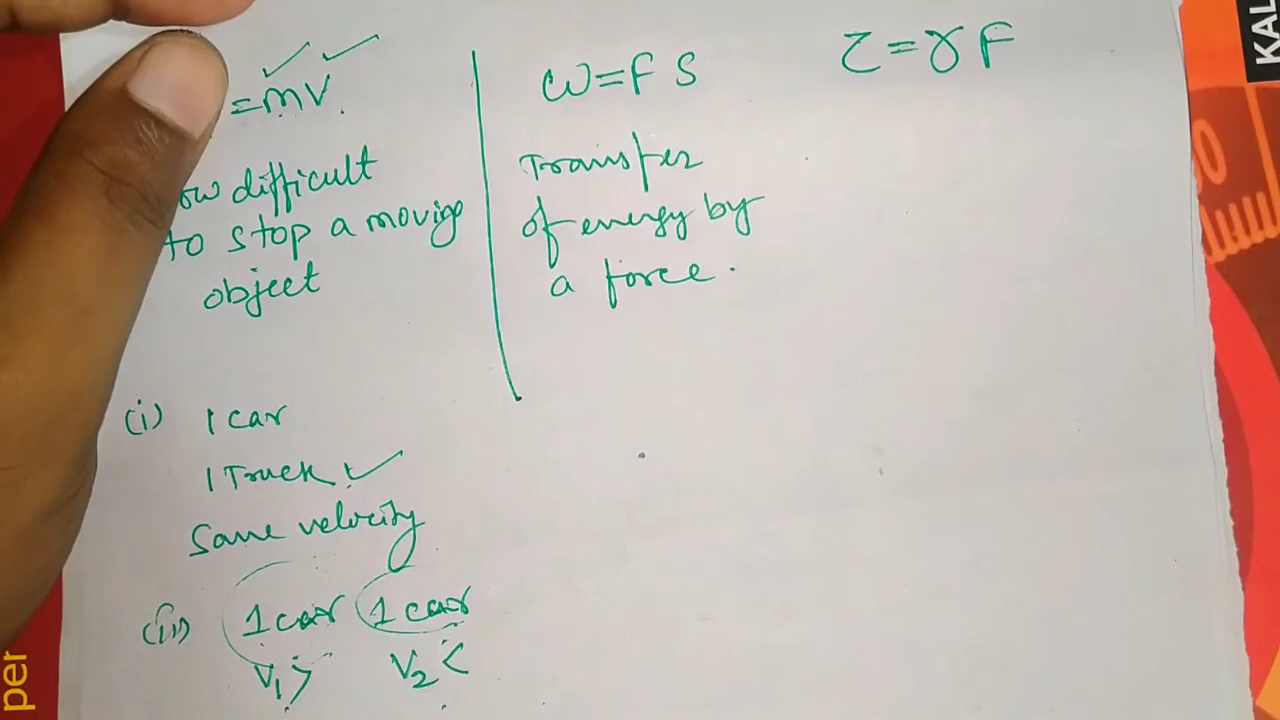 =mv
ow difficult
to stop a moving
object
W=F S
Transfer
of energy by
a force.
τ=rF
(i) 1 car
1 Truck
Same velocity
(ii) 1 car 1 car
V₁> V₂<
KAL
per